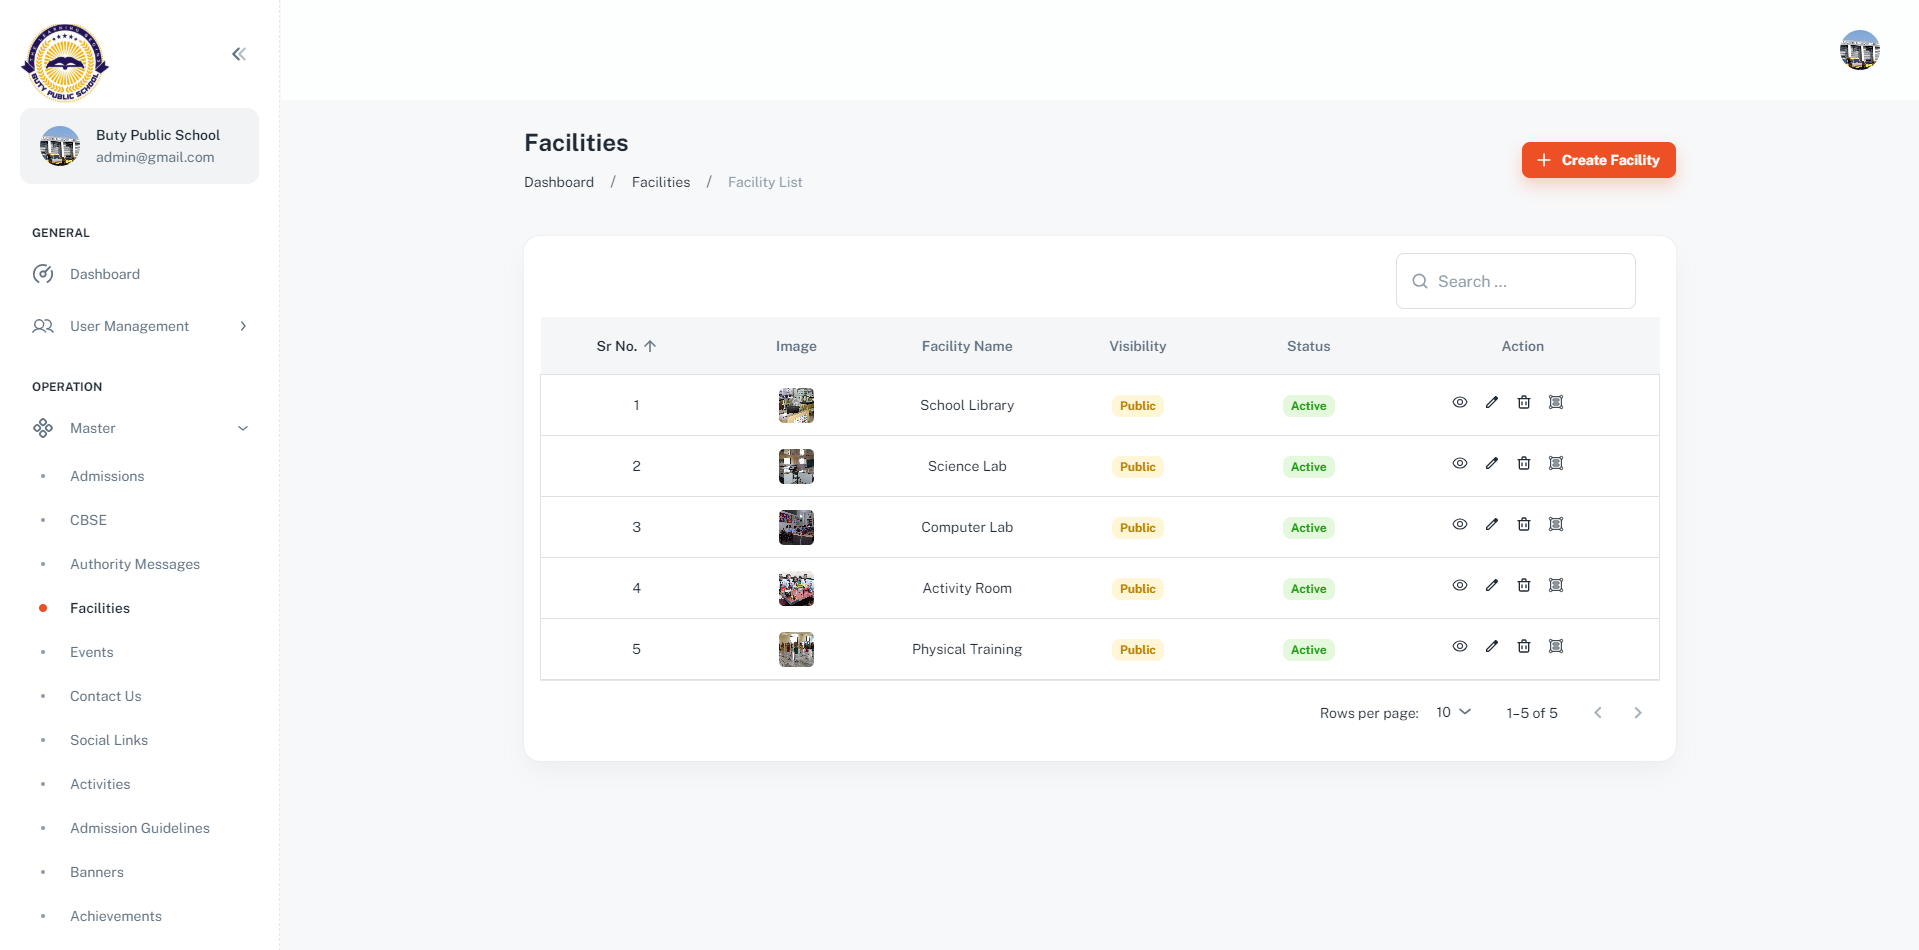 BUTY PUBLIC SCHOOL
Buty Public School
admin@gmail.com
GENERAL
Dashboard
User Management
OPERATION
Master
Admissions
CBSE
Authority Messages
Facilities
Events
Contact Us
Social Links
Activities
Admission Guidelines
Banners
Achievements
Facilities
Dashboard / Facilities / Facility List
Create Facility
Search ...
Sr No. Image Facility Name Visibility Status Action
1 School Library Public Active
2 Science Lab Public Active
3 Computer Lab Public Active
4 Activity Room Public Active
5 Physical Training Public Active
Rows per page: 10 1–5 of 5